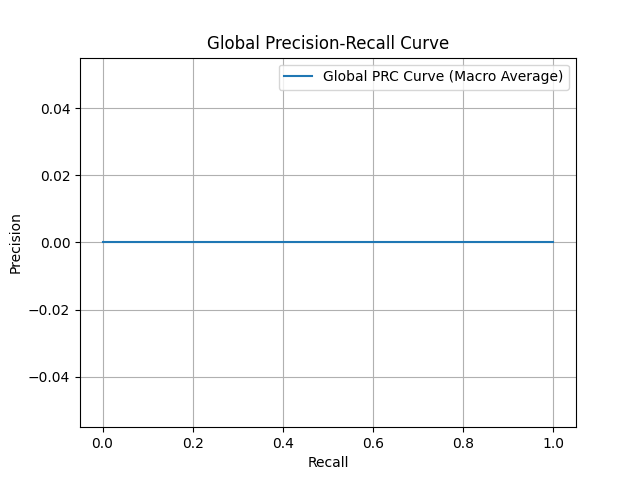 Global Precision-Recall Curve
Global PRC Curve (Macro Average)
0.04
0.02
0.00
−0.02
−0.04
Precision
0.0 0.2 0.4 0.6 0.8 1.0
Recall